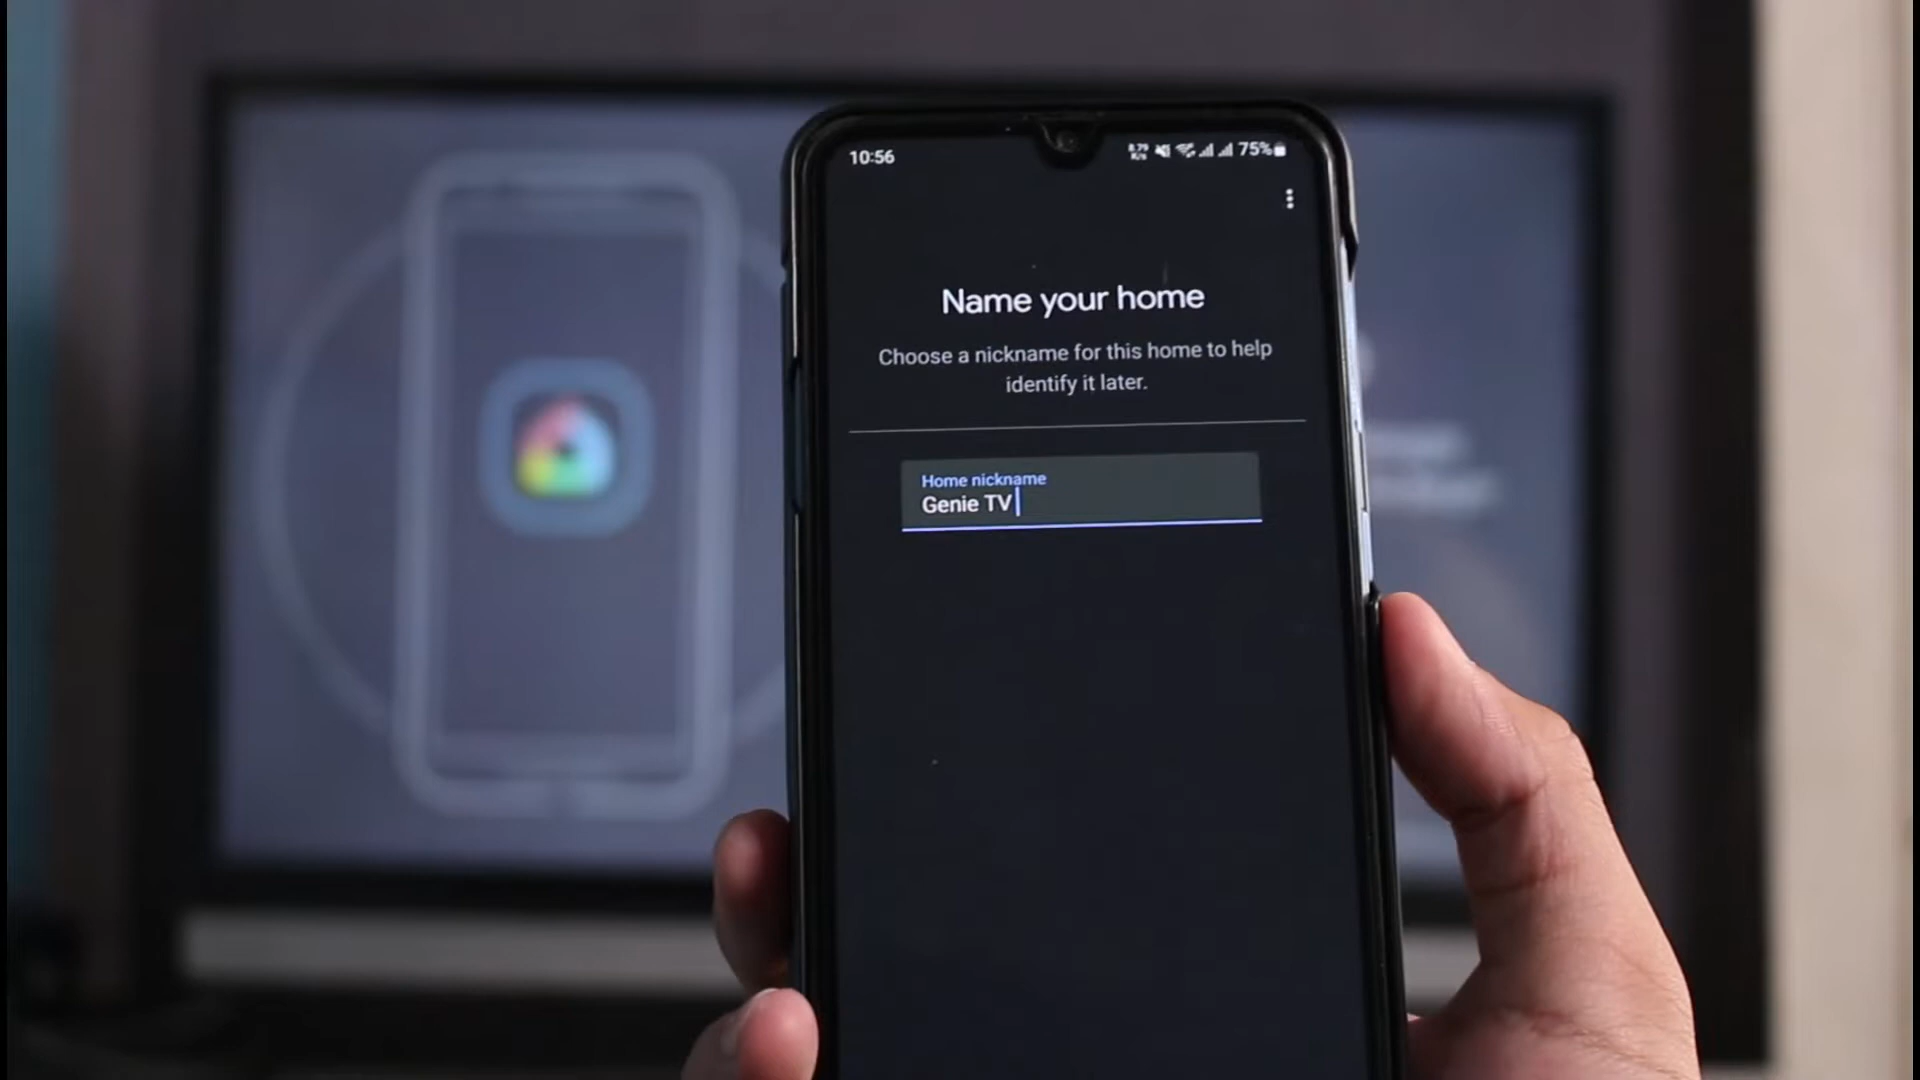 10:56
75%
Name your home
Choose a nickname for this home to help
identify it later.
Home nickname
Genie TV